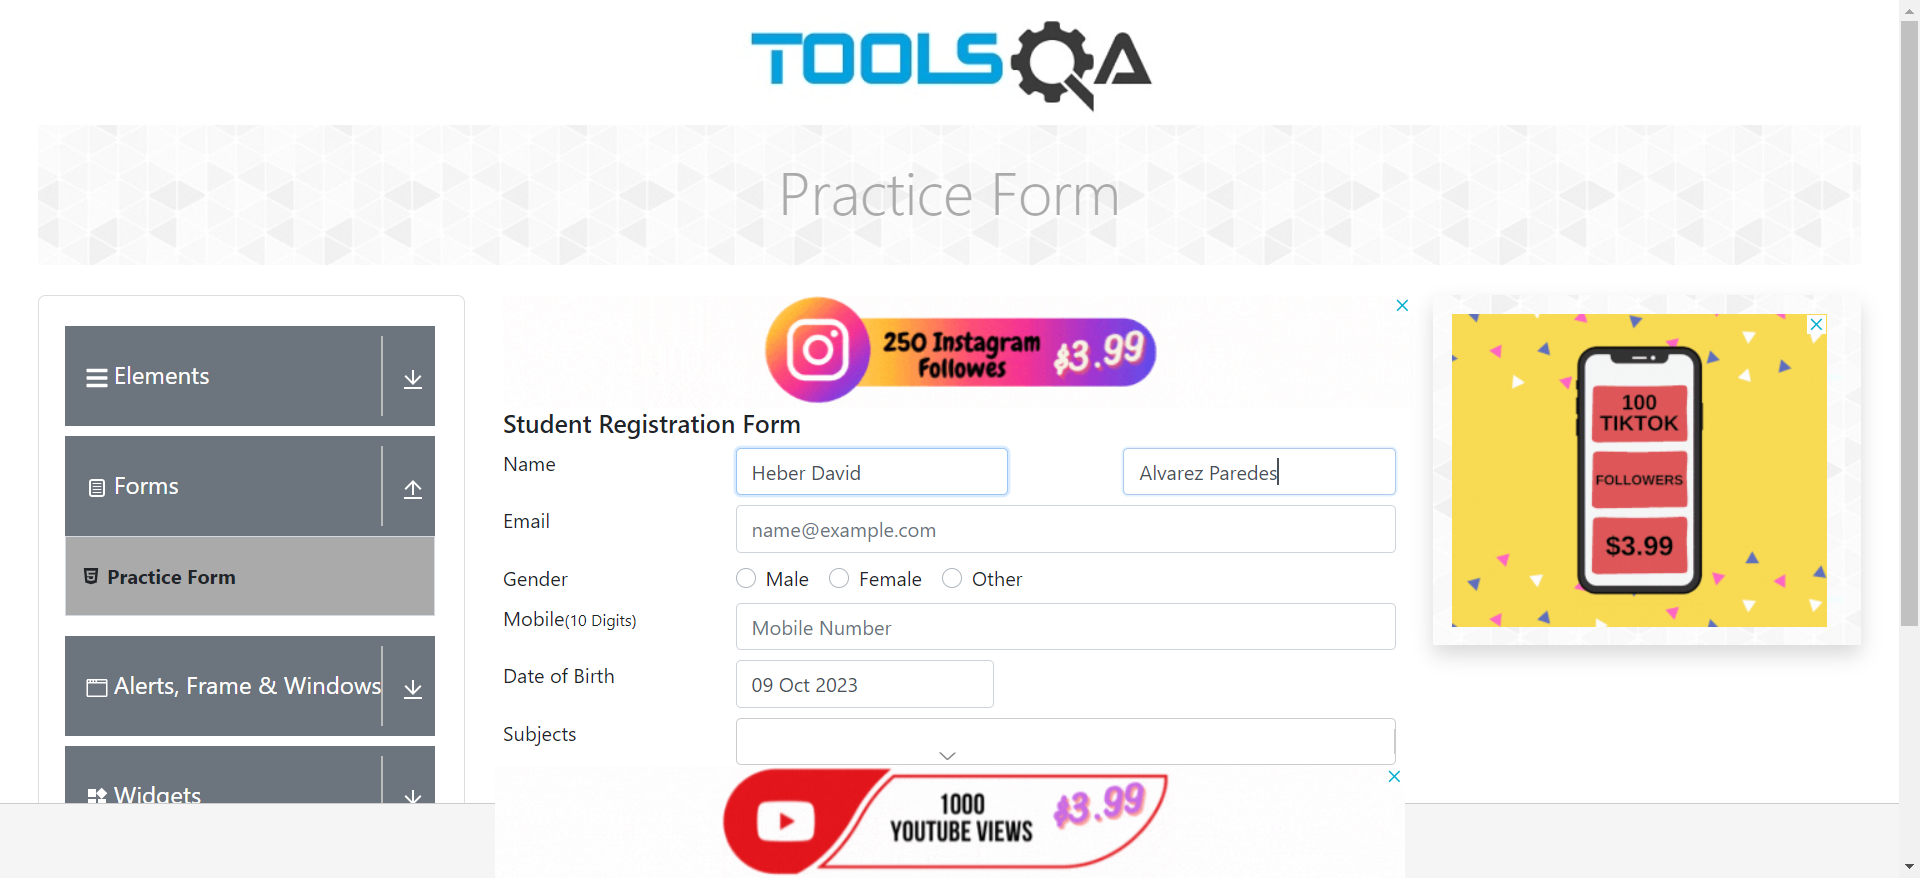 TOOLSQA
Practice Form
Elements
Forms
Practice Form
Alerts, Frame & Windows
Widgets
250 Instagram
Followes
$3.99
Student Registration Form
Name
Heber David
Alvarez Paredes
Email
name@example.com
Gender
Male
Female
Other
Mobile(10 Digits)
Mobile Number
Date of Birth
09 Oct 2023
Subjects
1000
YOUTUBE VIEWS
$3.99
100
TIKTOK
FOLLOWERS
$3.99